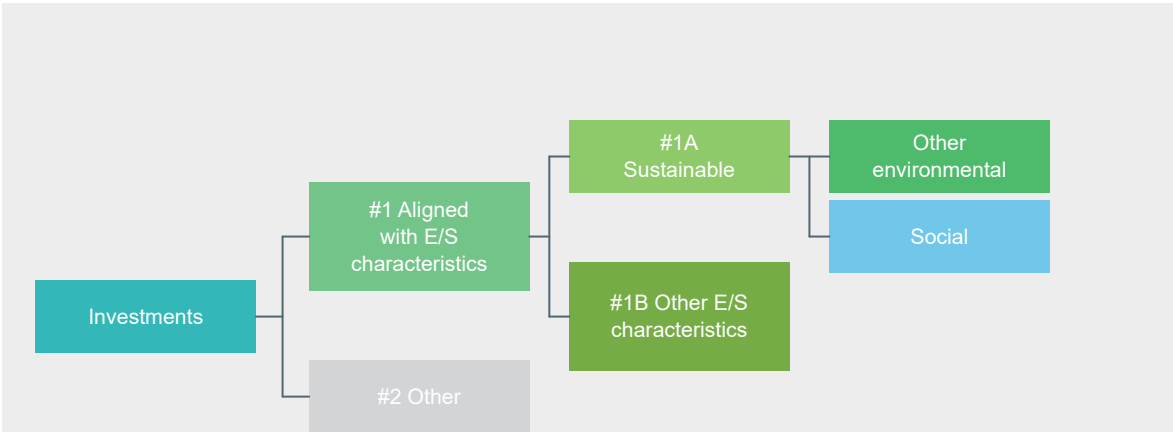 #1A
Sustainable
Other
environmental
#1 Aligned
with E/S
characteristics
Social
Investments
#1B Other E/S
characteristics
#2 Other